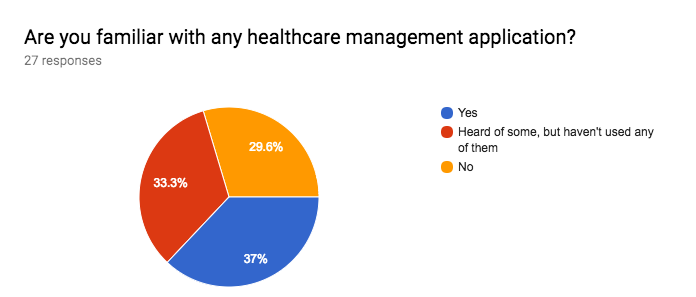 Are you familiar with any healthcare management application?
27 responses
Yes
Heard of some, but haven't used any
of them
No
29.6%
33.3%
37%